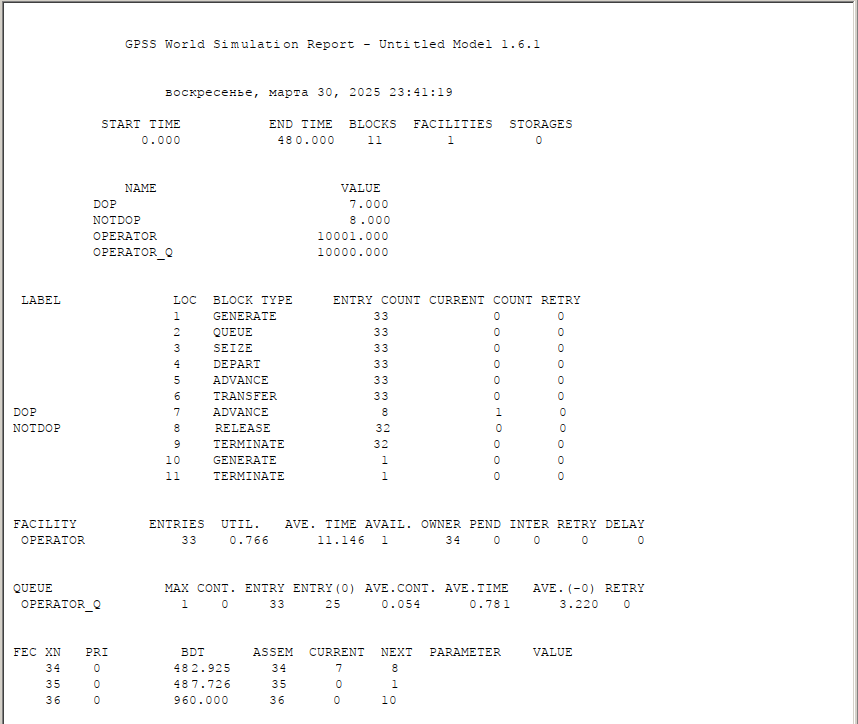 GPSS World Simulation Report - Untitled Model 1.6.1
воскресенье, марта 30, 2025 23:41:19
START TIME END TIME BLOCKS FACILITIES STORAGES
0.000 480.000 11 1 0
NAME VALUE
DOP 7.000
NOTDOP 8.000
OPERATOR 10001.000
OPERATOR_Q 10000.000
LABEL LOC BLOCK TYPE ENTRY COUNT CURRENT COUNT RETRY
1 GENERATE 33 0 0
2 QUEUE 33 0 0
3 SEIZE 33 0 0
4 DEPART 33 0 0
5 ADVANCE 33 0 0
6 TRANSFER 33 0 0
DOP 7 ADVANCE 8 1 0
NOTDOP 8 RELEASE 32 0 0
9 TERMINATE 32 0 0
10 GENERATE 1 0 0
11 TERMINATE 1 0 0
FACILITY ENTRIES UTIL. AVE. TIME AVAIL. OWNER PEND INTER RETRY DELAY
OPERATOR 33 0.766 11.146 1 34 0 0 0 0
QUEUE MAX CONT. ENTRY ENTRY(0) AVE.CONT. AVE.TIME AVE.(-0) RETRY
OPERATOR_Q 1 0 33 25 0.054 0.781 3.220 0
FEC XN PRI BDT ASSEM CURRENT NEXT PARAMETER VALUE
34 0 482.925 34 7 8
35 0 487.726 35 0 1
36 0 960.000 36 0 10